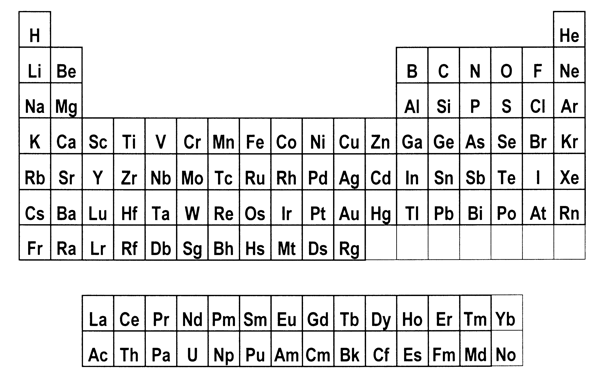 H He
Li Be B C N O F Ne
Na Mg Al Si P S Cl Ar
K Ca Sc Ti V Cr Mn Fe Co Ni Cu Zn Ga Ge As Se Br Kr
Rb Sr Y Zr Nb Mo Tc Ru Rh Pd Ag Cd In Sn Sb Te I Xe
Cs Ba Lu Hf Ta W Re Os Ir Pt Au Hg Tl Pb Bi Po At Rn
Fr Ra Lr Rf Db Sg Bh Hs Mt Ds Rg
La Ce Pr Nd Pm Sm Eu Gd Tb Dy Ho Er Tm Yb
Ac Th Pa U Np Pu Am Cm Bk Cf Es Fm Md No